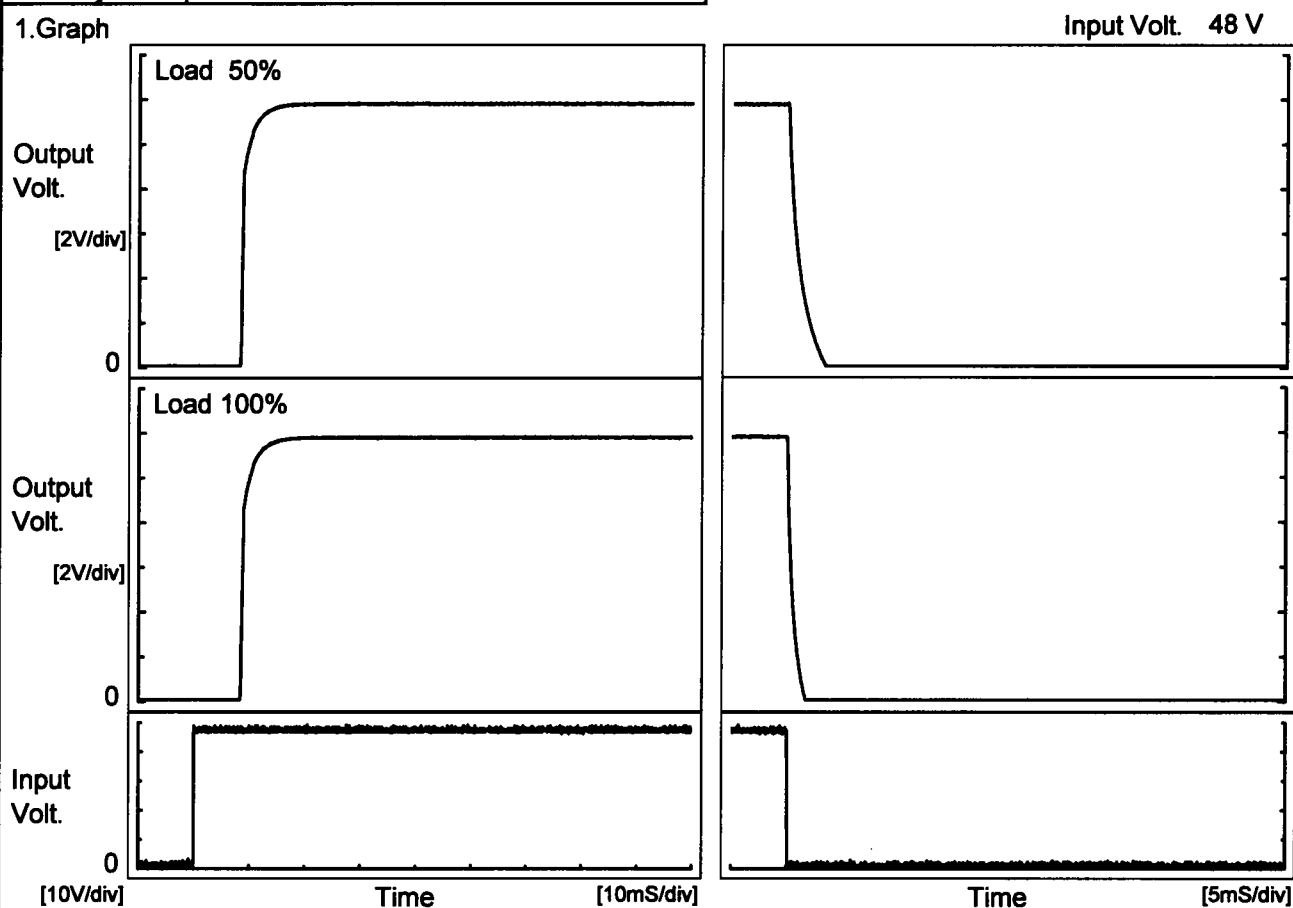 1.Graph
Input Volt. 48 V
Load 50%
Output
Volt.
[2V/div]
0
Load 100%
Output
Volt.
[2V/div]
0
Input
Volt.
0
[10V/div]
Time
[10mS/div]
Time
[5mS/div]